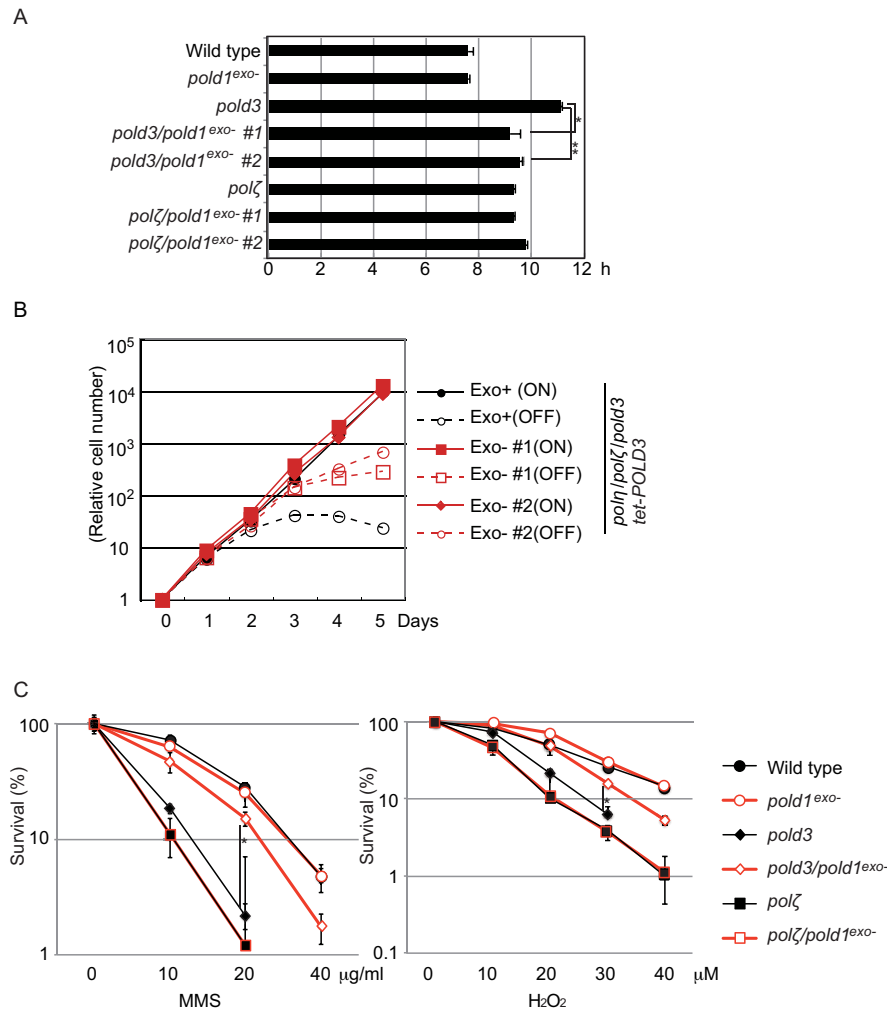 A
Wild type
pold1exo-
pold3
pold3/pold1exo- #1
pold3/pold1exo- #2
polζ
polζ/pold1exo- #1
polζ/pold1exo- #2
*
**
0 2 4 6 8 10 12 h
B
(Relative cell number)
10^5
10^4
10^3
10^2
10
1
0 1 2 3 4 5 Days
Exo+ (ON)
Exo+(OFF)
Exo- #1(ON)
Exo- #1(OFF)
Exo- #2(ON)
Exo- #2(OFF)
polη/polζ/pold3
tet-POLD3
C
Survival (%)
100
10
1
*
0 10 20 40 μg/ml
MMS
Survival (%)
100
10
1
0.1
*
0 10 20 30 40 μM
H2O2
Wild type
pold1exo-
pold3
pold3/pold1exo-
polζ
polζ/pold1exo-